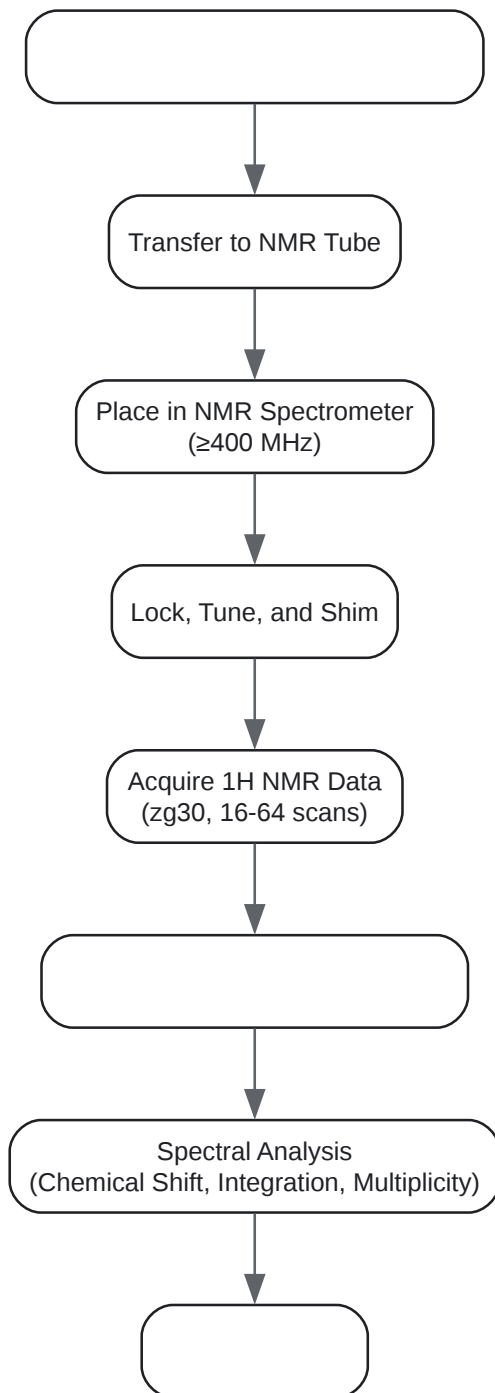 Transfer to NMR Tube
Place in NMR Spectrometer
(≥400 MHz)
Lock, Tune, and Shim
Acquire 1H NMR Data
(zg30, 16-64 scans)
Spectral Analysis
(Chemical Shift, Integration, Multiplicity)